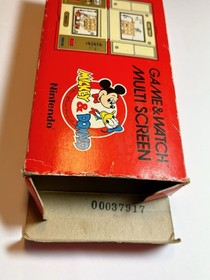 GAME&WATCH
MULTI SCREEN
MICKEY & DONALD
Nintendo
00037917